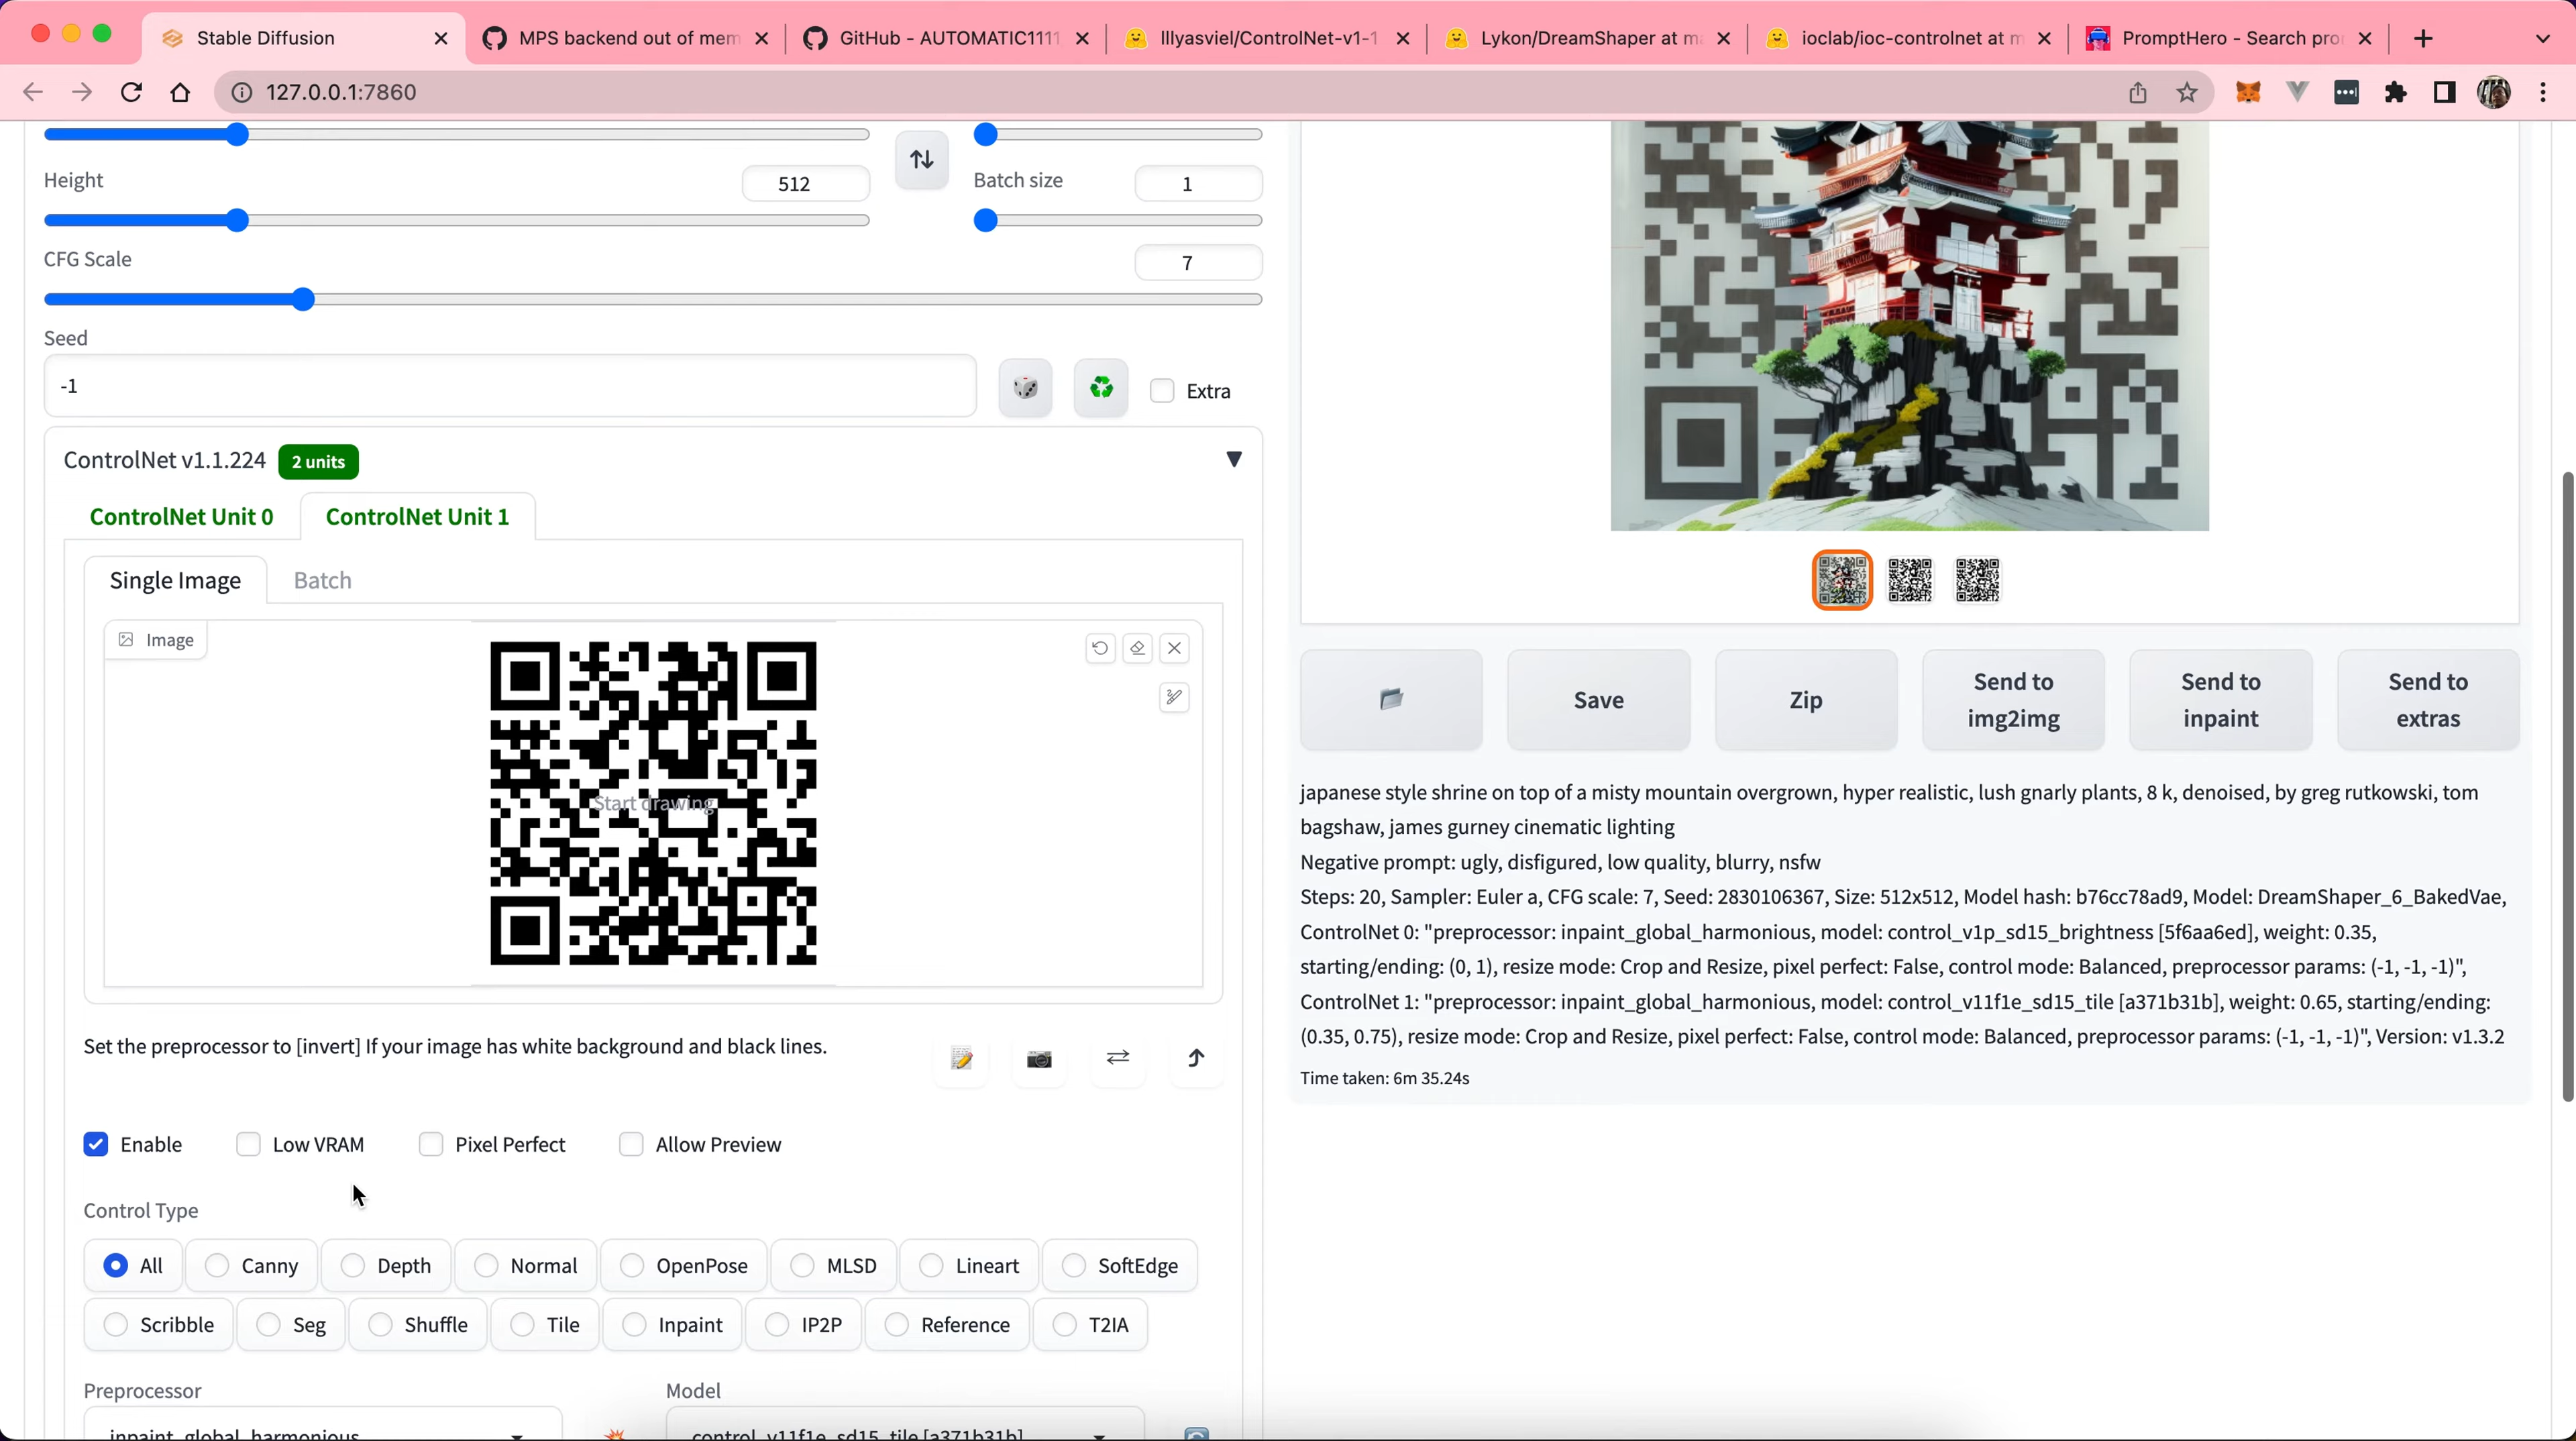 Stable Diffusion
MPS backend out of mem
GitHub - AUTOMATIC1111
lllyasviel/ControlNet-v1-1
Lykon/DreamShaper at ma
ioclab/ioc-controlnet at m
PromptHero - Search pro
127.0.0.1:7860
Height
512
Batch size
1
CFG Scale
7
Seed
-1
Extra
ControlNet v1.1.224
2 units
ControlNet Unit 0
ControlNet Unit 1
Single Image
Batch
Image
Start drawing
Set the preprocessor to [invert] If your image has white background and black lines.
Enable
Low VRAM
Pixel Perfect
Allow Preview
Control Type
All
Canny
Depth
Normal
OpenPose
MLSD
Lineart
SoftEdge
Scribble
Seg
Shuffle
Tile
Inpaint
IP2P
Reference
T2IA
Preprocessor
Model
inpaint_global_harmonious
control_v11f1e_sd15_tile [a371b31b]
Save
Zip
Send to
img2img
Send to
inpaint
Send to
extras
japanese style shrine on top of a misty mountain overgrown, hyper realistic, lush gnarly plants, 8 k, denoised, by greg rutkowski, tom
bagshaw, james gurney cinematic lighting
Negative prompt: ugly, disfigured, low quality, blurry, nsfw
Steps: 20, Sampler: Euler a, CFG scale: 7, Seed: 2830106367, Size: 512x512, Model hash: b76cc78ad9, Model: DreamShaper_6_BakedVae,
ControlNet 0: "preprocessor: inpaint_global_harmonious, model: control_v1p_sd15_brightness [5f6aa6ed], weight: 0.35,
starting/ending: (0, 1), resize mode: Crop and Resize, pixel perfect: False, control mode: Balanced, preprocessor params: (-1, -1, -1)",
ControlNet 1: "preprocessor: inpaint_global_harmonious, model: control_v11f1e_sd15_tile [a371b31b], weight: 0.65, starting/ending:
(0.35, 0.75), resize mode: Crop and Resize, pixel perfect: False, control mode: Balanced, preprocessor params: (-1, -1, -1)", Version: v1.3.2
Time taken: 6m 35.24s